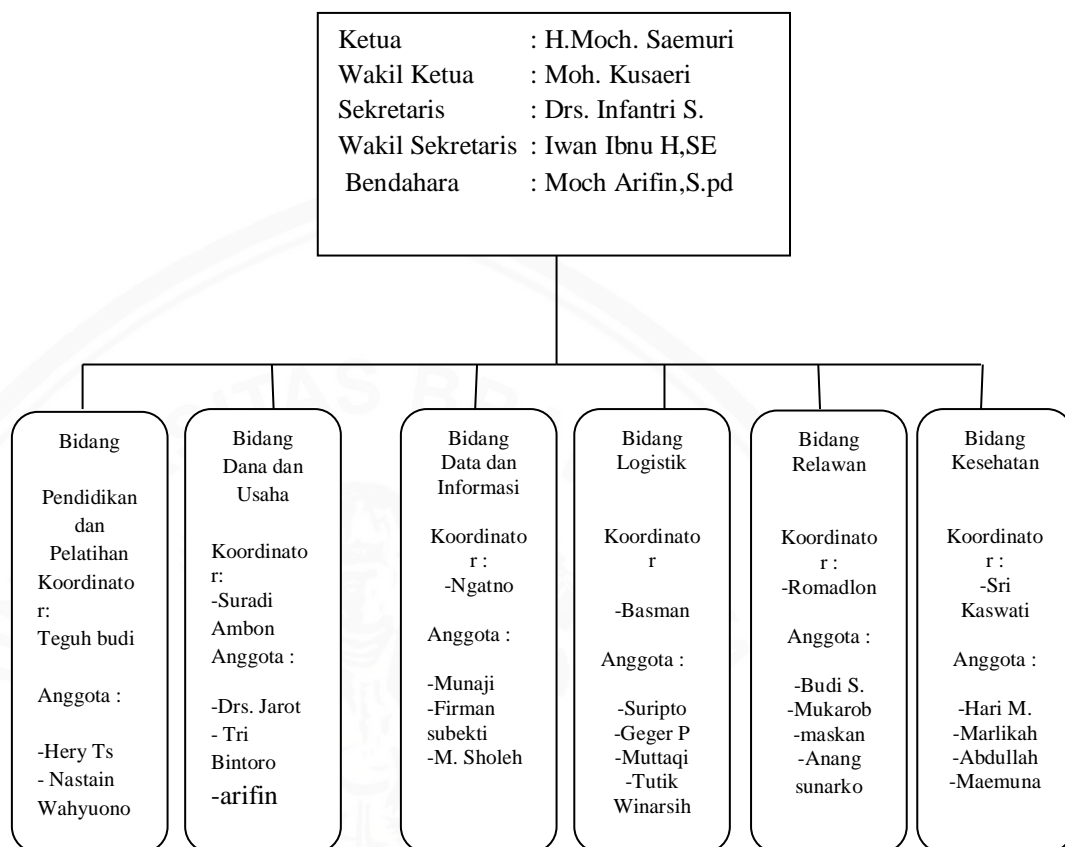 Ketua : H.Moch. Saemuri
Wakil Ketua : Moh. Kusaeri
Sekretaris : Drs. Infantri S.
Wakil Sekretaris : Iwan Ibnu H,SE
Bendahara : Moch Arifin,S.pd
Bidang
Pendidikan
dan
Pelatihan
Koordinato
r:
Teguh budi
Anggota :
-Hery Ts
- Nastain
Wahyuono
Bidang
Dana dan
Usaha
Koordinato
r:
-Suradi
Ambon
Anggota :
-Drs. Jarot
- Tri
Bintoro
-arifin
Bidang
Data dan
Informasi
Koordinato
r :
-Ngatno
Anggota :
-Munaji
-Firman
subekti
-M. Sholeh
Bidang
Logistik
Koordinato
r
-Basman
Anggota :
-Suripto
-Geger P
-Muttaqi
-Tutik
Winarsih
Bidang
Relawan
Koordinato
r :
-Romadlon
Anggota :
-Budi S.
-Mukarob
-maskan
-Anang
sunarko
Bidang
Kesehatan
Koordinato
r :
-Sri
Kaswati
Anggota :
-Hari M.
-Marlikah
-Abdullah
-Maemuna